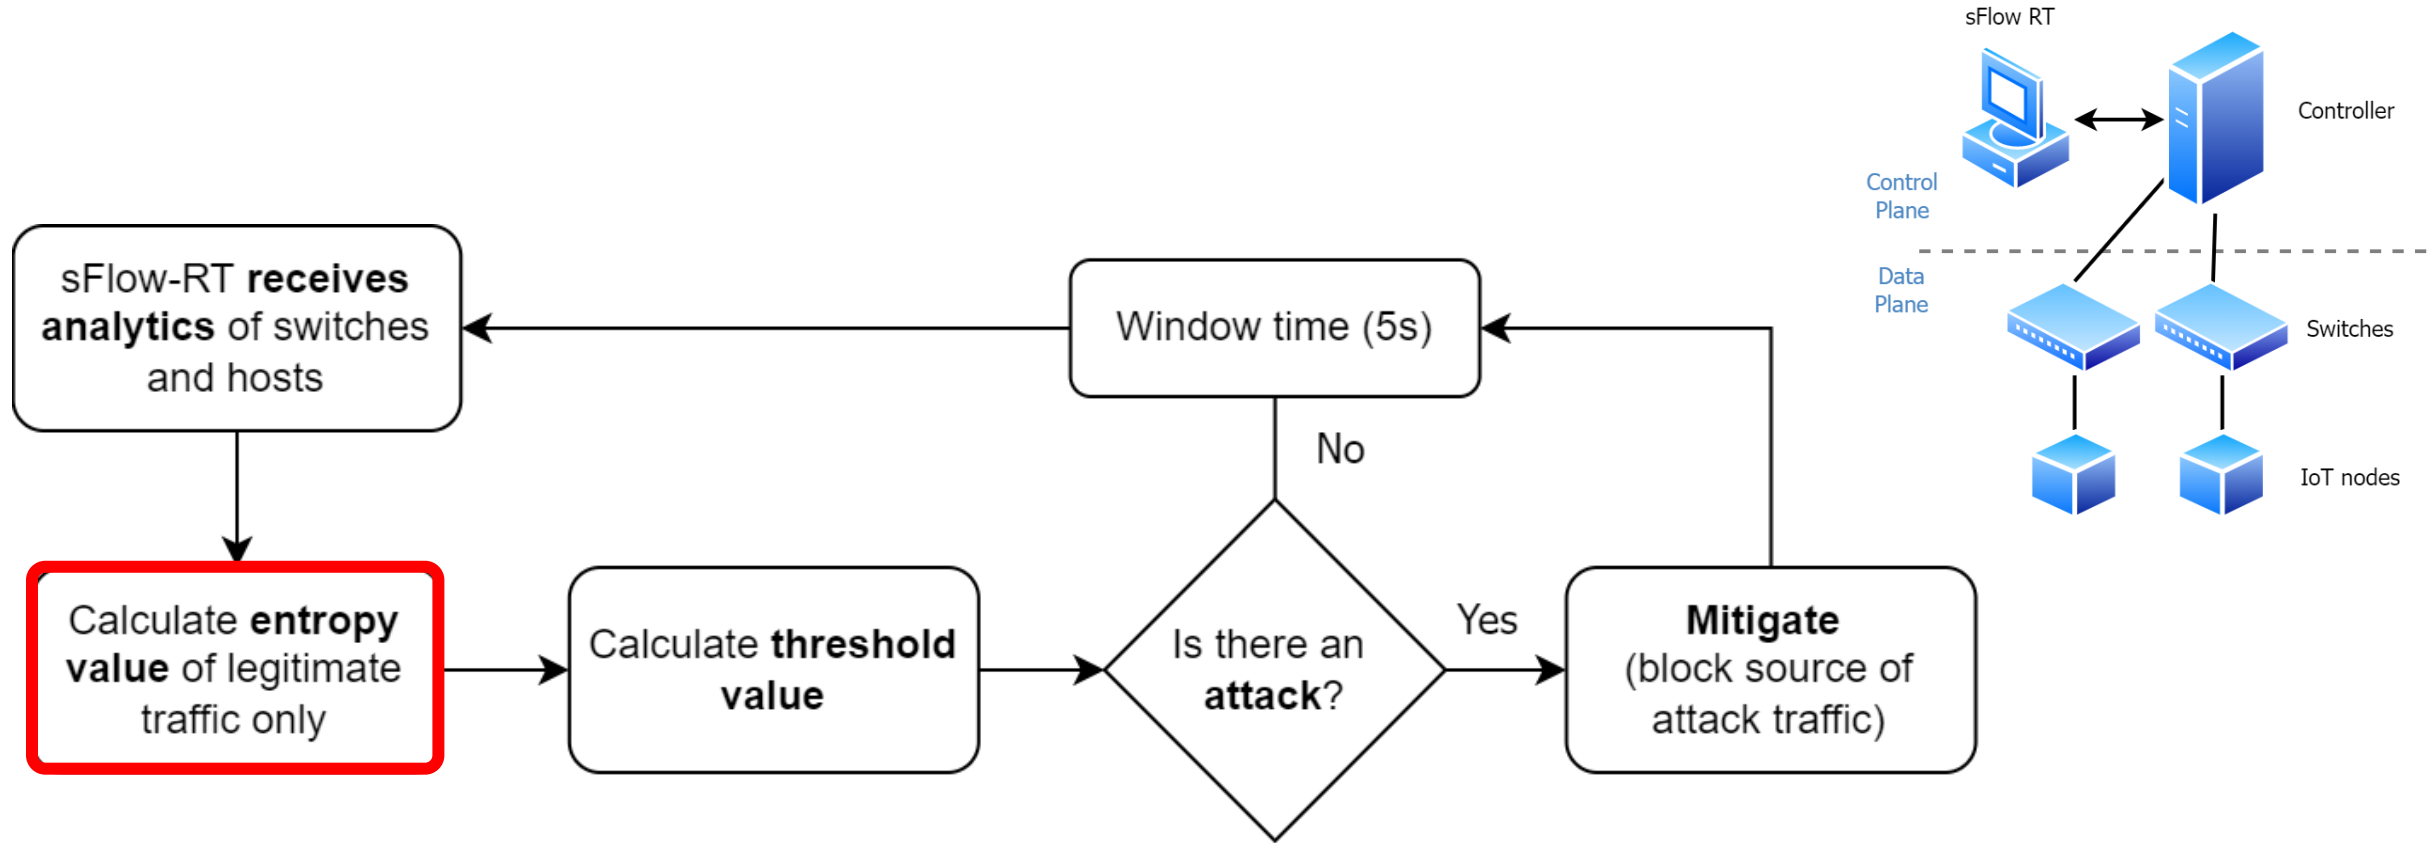 sFlow RT
Controller
Control
Plane
Data
Plane
Switches
IoT nodes
sFlow-RT receives
analytics of switches
and hosts
Window time (5s)
No
Calculate entropy
value of legitimate
traffic only
Calculate threshold
value
Is there an
attack?
Yes
Mitigate
(block source of
attack traffic)